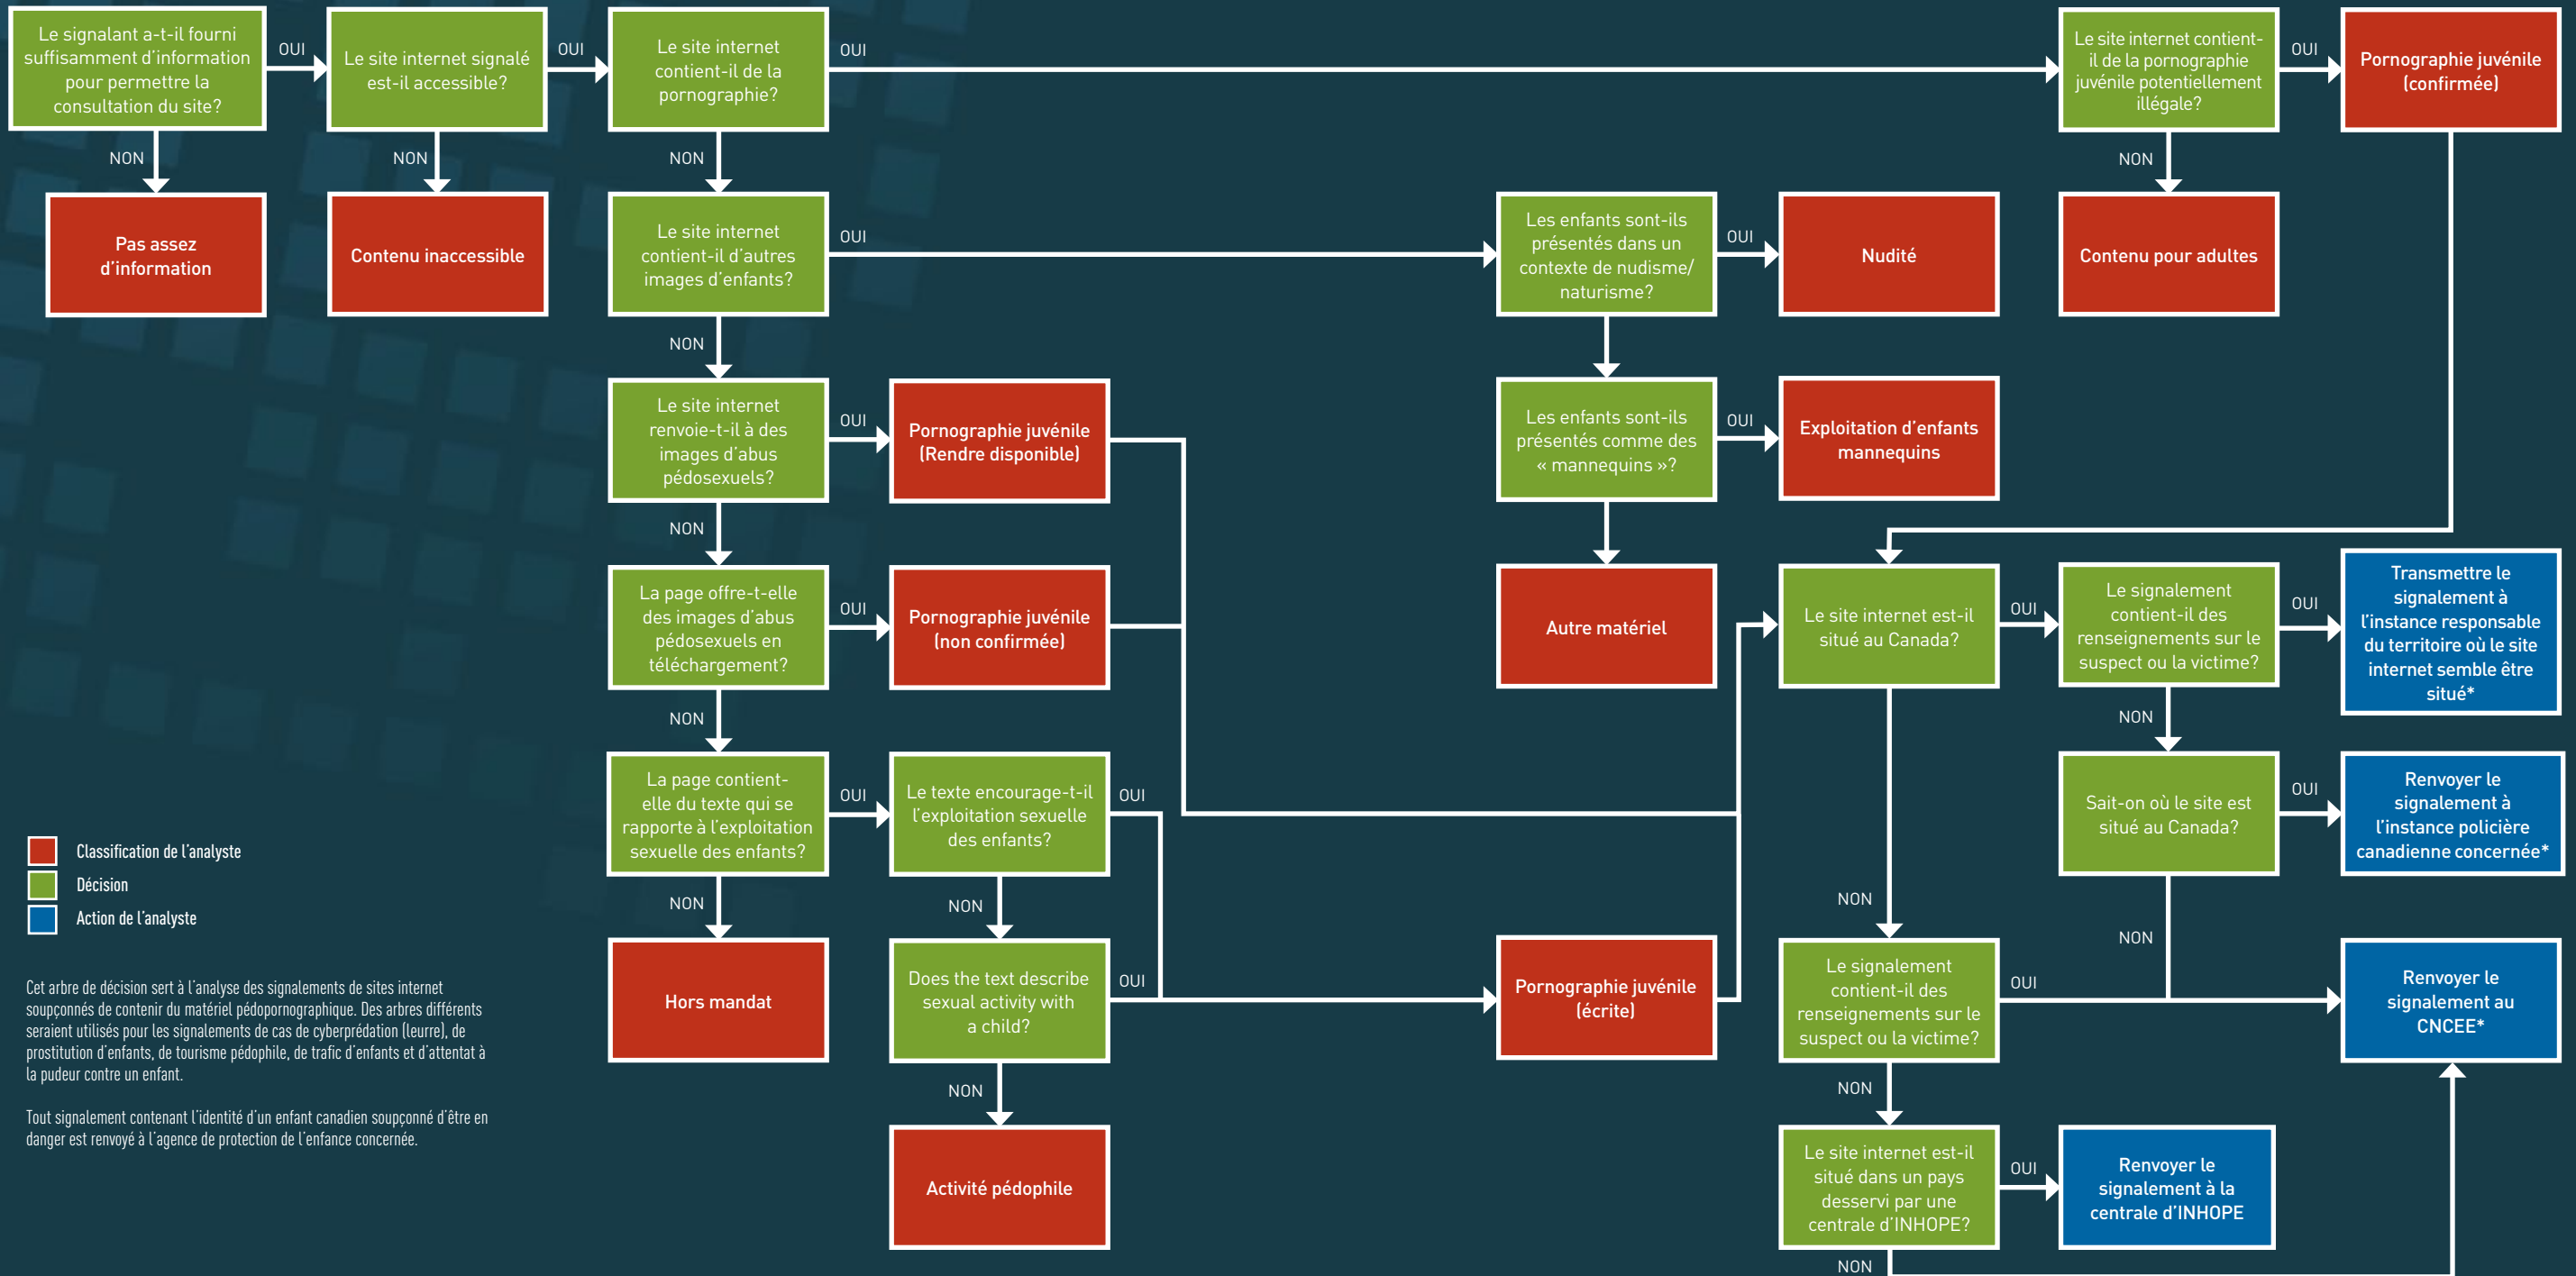 Le signalant a-t-il fourni
suffisamment d'information
pour permettre la
consultation du site?
OUI
Le site internet signalé
est-il accessible?
OUI
Le site internet
contient-il de la
pornographie?
OUI
Le site internet contient-
il de la pornographie
juvénile potentiellement
illégale?
OUI
Pornographie juvénile
(confirmée)
NON
NON
NON
NON
Pas assez
d'information
Contenu inaccessible
Le site internet
contient-il d'autres
images d'enfants?
OUI
Les enfants sont-ils
présentés dans un
contexte de nudisme/
naturisme?
OUI
Nudité
Contenu pour adultes
NON
Le site internet
renvoie-t-il à des
images d'abus
pédosexuels?
OUI
Pornographie juvénile
(Rendre disponible)
Les enfants sont-ils
présentés comme des
« mannequins »?
OUI
Exploitation d'enfants
mannequins
NON
La page offre-t-elle
des images d'abus
pédosexuels en
téléchargement?
OUI
Pornographie juvénile
(non confirmée)
Autre matériel
Le site internet est-il
situé au Canada?
OUI
Le signalement
contient-il des
renseignements sur le
suspect ou la victime?
OUI
Transmettre le
signalement à
l'instance responsable
du territoire où le site
internet semble être
situé*
NON
NON
La page contient-
elle du texte qui se
rapporte à l'exploitation
sexuelle des enfants?
OUI
Le texte encourage-t-il
l'exploitation sexuelle
des enfants?
OUI
Sait-on où le site est
situé au Canada?
OUI
Renvoyer le
signalement à
l'instance policière
canadienne concernée*
NON
NON
NON
NON
Hors mandat
Does the text describe
sexual activity with
a child?
OUI
Pornographie juvénile
(écrite)
Le signalement
contient-il des
renseignements sur le
suspect ou la victime?
OUI
Renvoyer le
signalement au
CNCEE*
NON
NON
Activité pédophile
Le site internet est-il
situé dans un pays
desservi par une
centrale d'INHOPE?
OUI
Renvoyer le
signalement à la
centrale d'INHOPE
NON
Classification de l'analyste
Décision
Action de l'analyste
Cet arbre de décision sert à l'analyse des signalements de sites internet
soupçonnés de contenir du matériel pédopornographique. Des arbres différents
seraient utilisés pour les signalements de cas de cyberprédation (leurre), de
prostitution d'enfants, de tourisme pédophile, de trafic d'enfants et d'attentat à
la pudeur contre un enfant.
Tout signalement contenant l'identité d'un enfant canadien soupçonné d'être en
danger est renvoyé à l'agence de protection de l'enfance concernée.